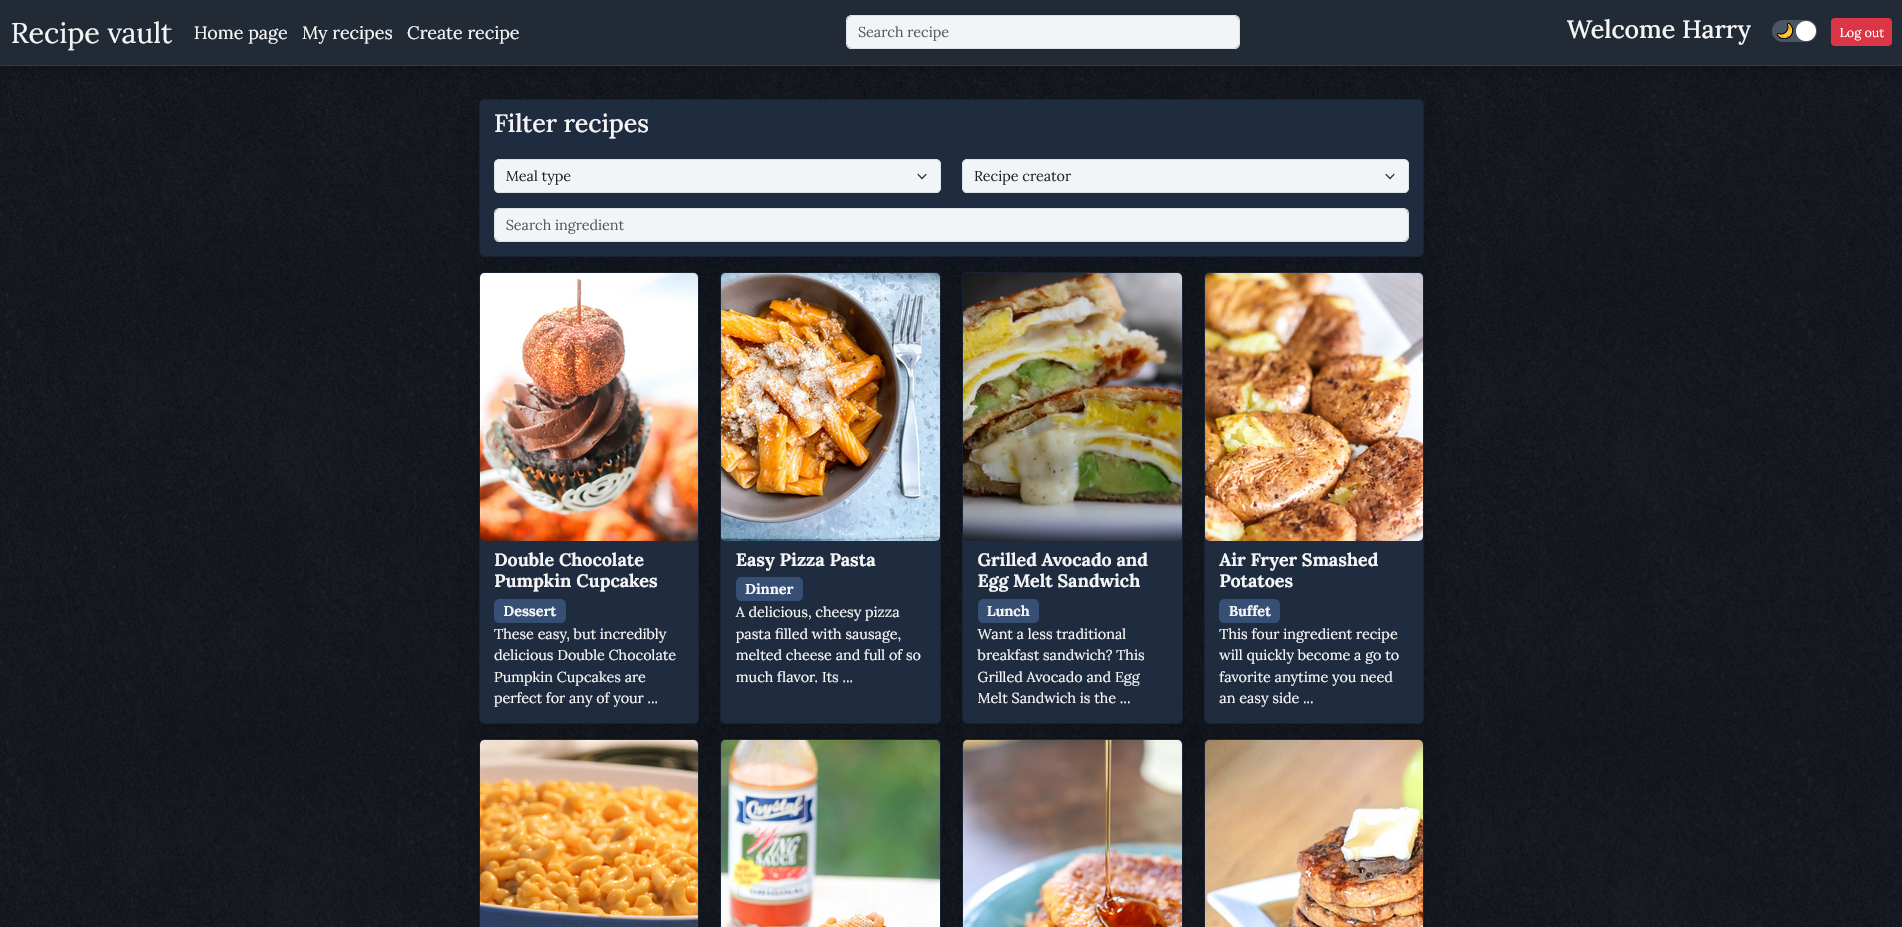 Recipe vault
Home page
My recipes
Create recipe
Search recipe
Welcome Harry
Log out
Filter recipes
Meal type
Recipe creator
Search ingredient
Double Chocolate
Pumpkin Cupcakes
Dessert
These easy, but incredibly
delicious Double Chocolate
Pumpkin Cupcakes are
perfect for any of your ...
Easy Pizza Pasta
Dinner
A delicious, cheesy pizza
pasta filled with sausage,
melted cheese and full of so
much flavor. Its ...
Grilled Avocado and
Egg Melt Sandwich
Lunch
Want a less traditional
breakfast sandwich? This
Grilled Avocado and Egg
Melt Sandwich is the ...
Air Fryer Smashed
Potatoes
Buffet
This four ingredient recipe
will quickly become a go to
favorite anytime you need
an easy side ...
Crystal
WING
SAUCE
ORIGINAL